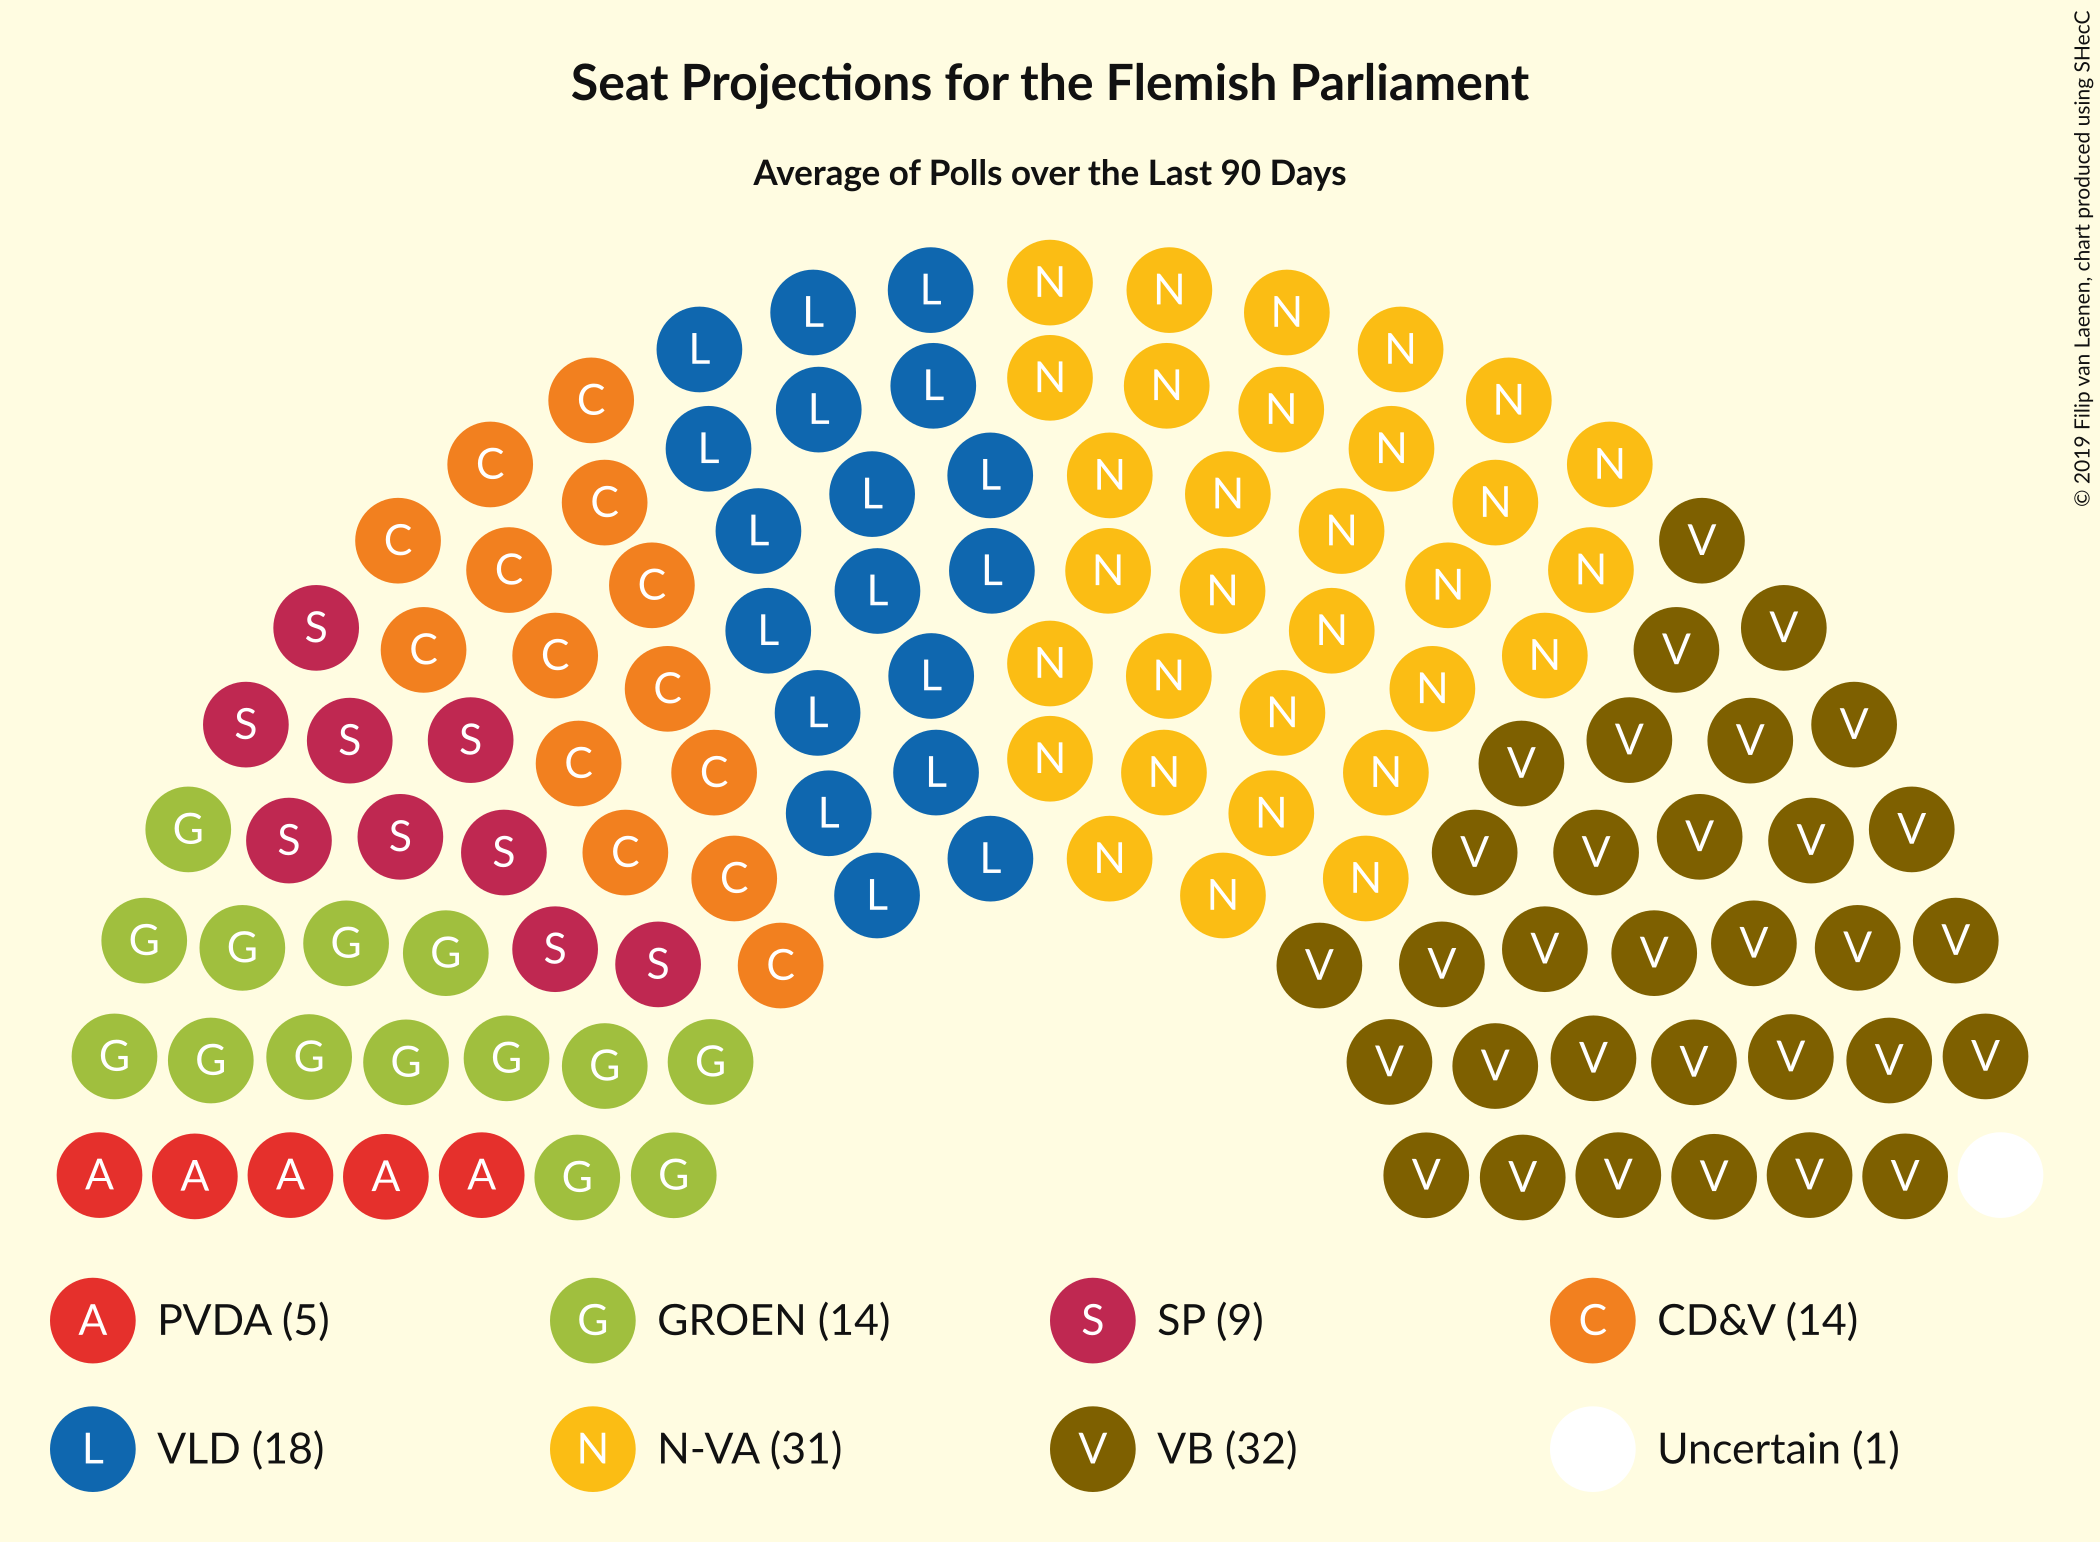 Seat Projections for the Flemish Parliament
Average of Polls over the Last 90 Days
© 2019 Filip van Laenen, chart produced using SHecC
L L L N N N N N N
C C C L L L N N N N N N V
S C C C L L L N N N N N V V
S S S C C C L L L N N N N N N V V V V
G S S S C C C L L L N N N N N V V V V V
G G G G S S C L L N N N V V V V V V V
G G G G G G G V V V V V V V
A A A A A G G V V V V V V
A PVDA (5) G GROEN (14) S SP (9) C CD&V (14)
L VLD (18) N N-VA (31) V VB (32) Uncertain (1)